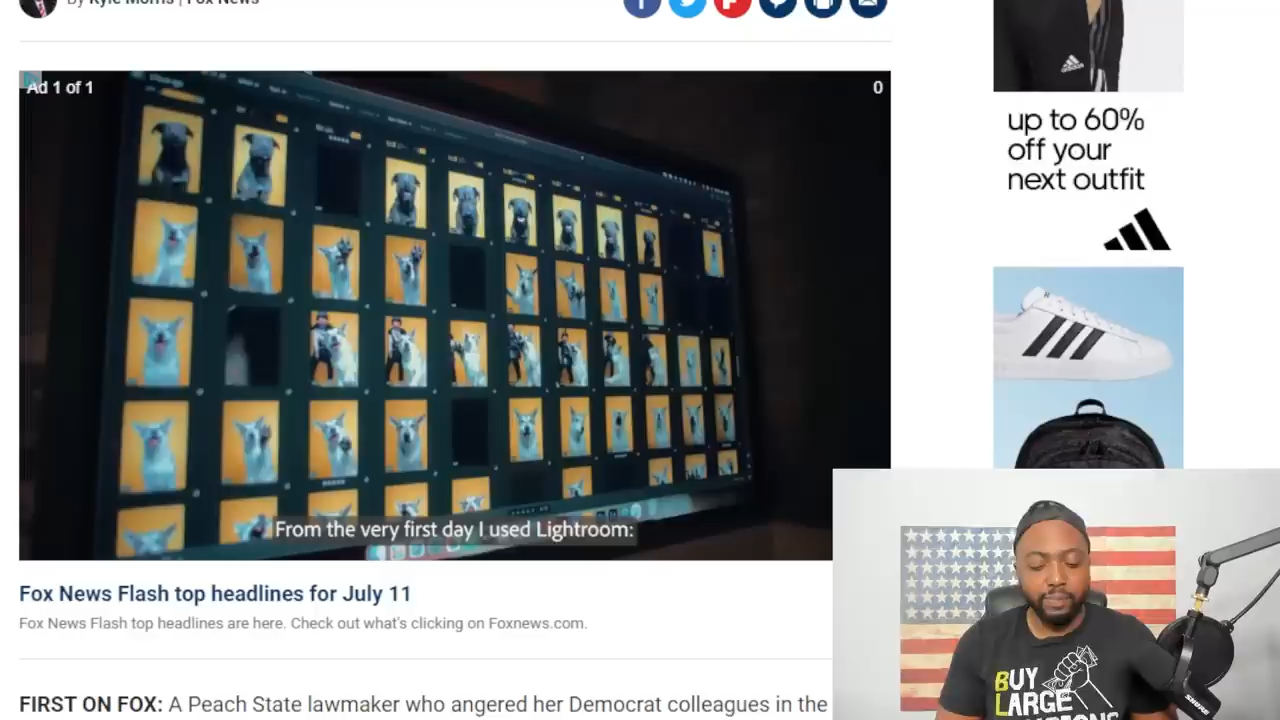 By Kyle Morris | Fox News
Ad 1 of 1
0
From the very first day I used Lightroom:
Fox News Flash top headlines for July 11
Fox News Flash top headlines are here. Check out what's clicking on Foxnews.com.
FIRST ON FOX: A Peach State lawmaker who angered her Democrat colleagues in the
adidas
up to 60%
off your
next outfit
BUY
LARGE
SHURE